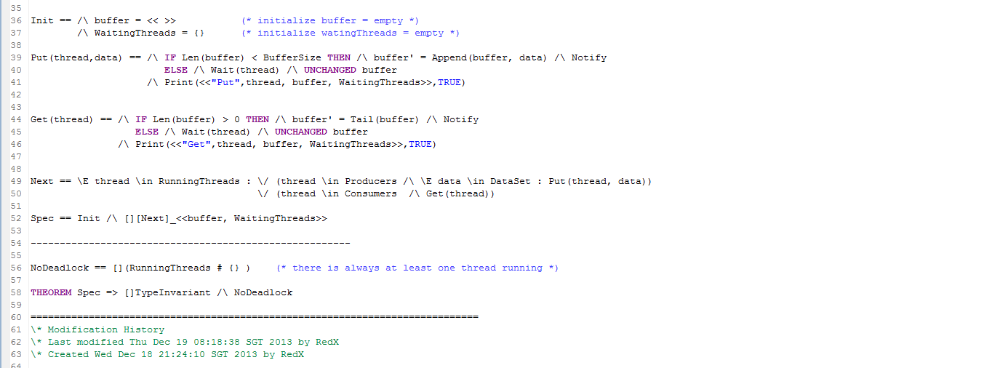 35
36 Init == /\ buffer = << >>           (* initialize buffer = empty *)
37         /\ WaitingThreads = {}      (* initialize watingThreads = empty *)
38
39 Put(thread,data) == /\ IF Len(buffer) < BufferSize THEN /\ buffer' = Append(buffer, data) /\ Notify
40                        ELSE /\ Wait(thread) /\ UNCHANGED buffer
41                     /\ Print(<<"Put",thread, buffer, WaitingThreads>>,TRUE)
42
43
44 Get(thread) == /\ IF Len(buffer) > 0 THEN /\ buffer' = Tail(buffer) /\ Notify
45                   ELSE /\ Wait(thread) /\ UNCHANGED buffer
46                /\ Print(<<"Get",thread, buffer, WaitingThreads>>,TRUE)
47
48
49 Next == \E thread \in RunningThreads : \/ (thread \in Producers /\ \E data \in DataSet : Put(thread, data))
50                                        \/ (thread \in Consumers  /\ Get(thread))
51
52 Spec == Init /\ [][Next]_<<buffer, WaitingThreads>>
53
54 -------------------------------------------------------
55
56 NoDeadlock == [](RunningThreads # {} )    (* there is always at least one thread running *)
57
58 THEOREM Spec => []TypeInvariant /\ NoDeadlock
59
60 =============================================================================
61 \* Modification History
62 \* Last modified Thu Dec 19 08:18:38 SGT 2013 by RedX
63 \* Created Wed Dec 18 21:24:10 SGT 2013 by RedX
64